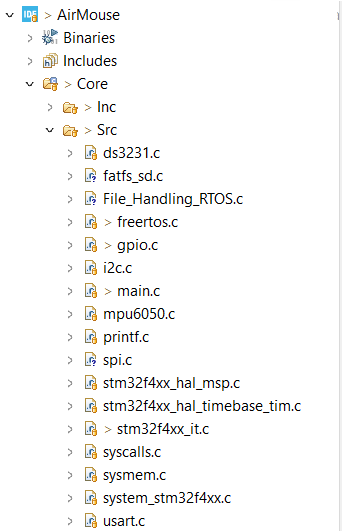 IDE > AirMouse
> Binaries
> Includes
> Core
> > Inc
> Src
> ds3231.c
> fatfs_sd.c
> File_Handling_RTOS.c
> > freertos.c
> > gpio.c
> i2c.c
> > main.c
> mpu6050.c
> printf.c
> spi.c
> stm32f4xx_hal_msp.c
> stm32f4xx_hal_timebase_tim.c
> > stm32f4xx_it.c
> syscalls.c
> sysmem.c
> system_stm32f4xx.c
> usart.c